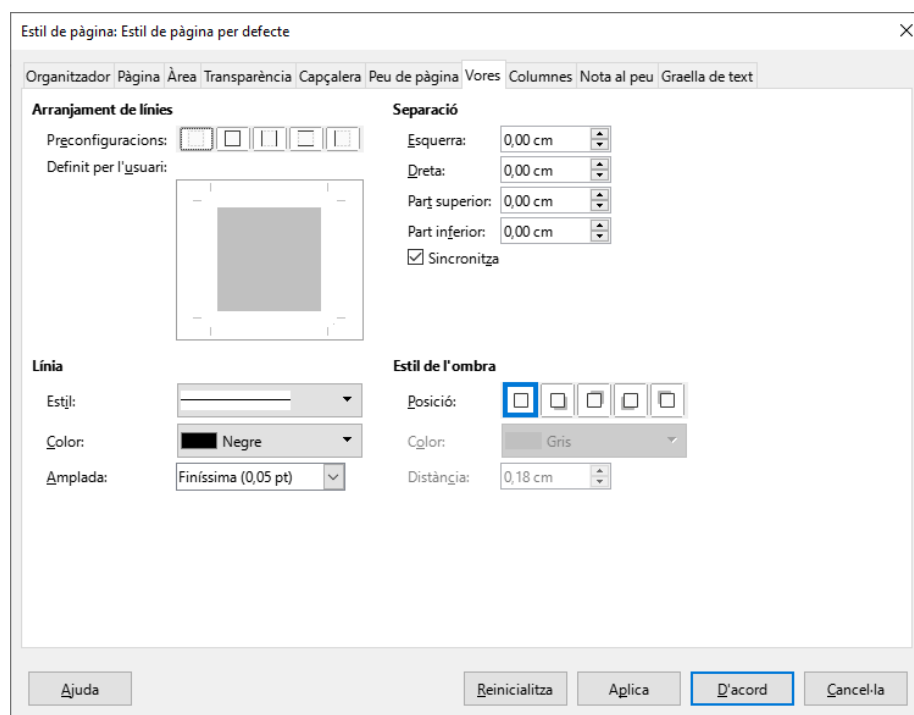 Estil de pàgina: Estil de pàgina per defecte
Organitzador Pàgina Àrea Transparència Capçalera Peu de pàgina Vores Columnes Nota al peu Graella de text
Arranjament de línies
Preconfiguracions:
Definit per l'usuari:
Separació
Esquerra: 0,00 cm
Dreta: 0,00 cm
Part superior: 0,00 cm
Part inferior: 0,00 cm
Sincronitza
Línia
Estil:
Color: Negre
Amplada: Finíssima (0,05 pt)
Estil de l'ombra
Posició:
Color: Gris
Distància: 0,18 cm
Ajuda Reinicialitza Aplica D'acord Cancel·la